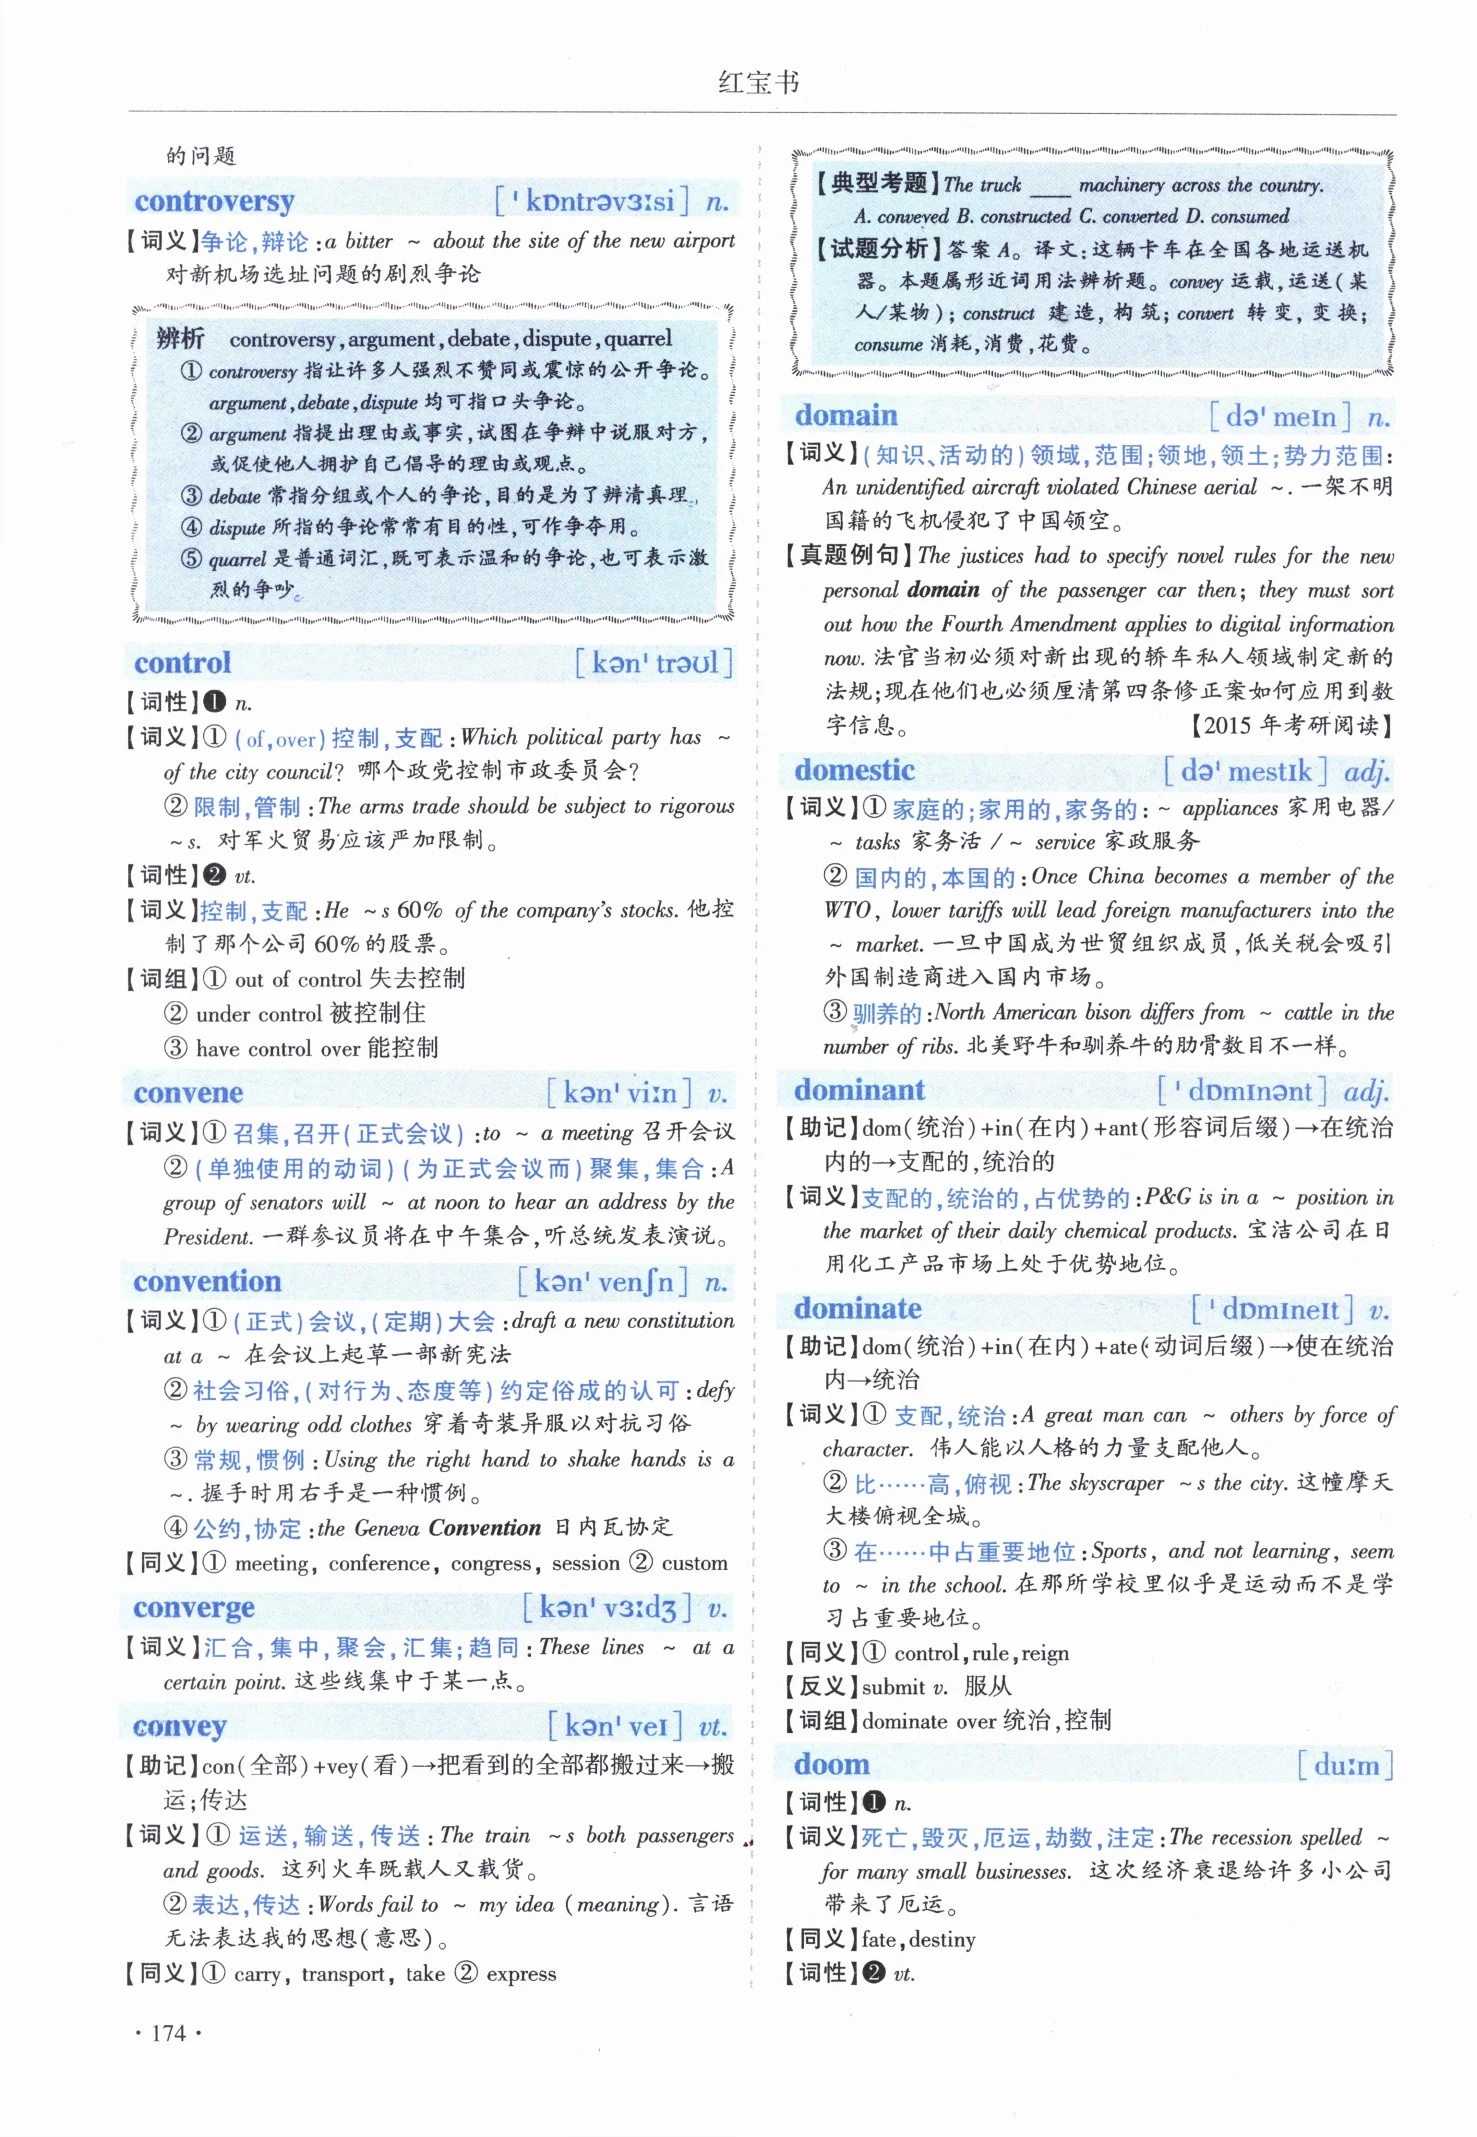 红宝书
的问题
controversy ['kɒntrəvɜːsi] n.
【词义】争论,辩论:a bitter ~ about the site of the new airport
对新机场选址问题的剧烈争论
辨析 controversy,argument,debate,dispute,quarrel
① controversy 指让许多人强烈不赞同或震惊的公开争论。
argument,debate,dispute 均可指口头争论。
② argument 指提出理由或事实,试图在争辩中说服对方,
或促使他人拥护自己倡导的理由或观点。
③ debate 常指分组或个人的争论,目的是为了辨清真理。
④ dispute 所指的争论常常有目的性,可作争夺用。
⑤ quarrel 是普通词汇,既可表示温和的争论,也可表示激
烈的争吵。
control [kən'trəʊl]
【词性】❶ n.
【词义】① (of,over)控制,支配:Which political party has ~
of the city council? 哪个政党控制市政委员会?
② 限制,管制:The arms trade should be subject to rigorous
~s. 对军火贸易应该严加限制。
【词性】❷ vt.
【词义】控制,支配:He ~s 60% of the company's stocks. 他控
制了那个公司60%的股票。
【词组】① out of control 失去控制
② under control 被控制住
③ have control over 能控制
convene [kən'viːn] v.
【词义】① 召集,召开(正式会议):to ~ a meeting 召开会议
② (单独使用的动词)(为正式会议而)聚集,集合:A
group of senators will ~ at noon to hear an address by the
President. 一群参议员将在中午集合,听总统发表演说。
convention [kən'venʃn] n.
【词义】① (正式)会议,(定期)大会:draft a new constitution
at a ~ 在会议上起草一部新宪法
② 社会习俗,(对行为、态度等)约定俗成的认可:defy
~ by wearing odd clothes 穿着奇装异服以对抗习俗
③ 常规,惯例:Using the right hand to shake hands is a
~. 握手时用右手是一种惯例。
④ 公约,协定:the Geneva Convention 日内瓦协定
【同义】① meeting, conference, congress, session ② custom
converge [kən'vɜːdʒ] v.
【词义】汇合,集中,聚会,汇集;趋同:These lines ~ at a
certain point. 这些线集中于某一点。
convey [kən'veɪ] vt.
【助记】con(全部)+vey(看)→把看到的全部都搬过来→搬
运;传达
【词义】① 运送,输送,传送:The train ~s both passengers
and goods. 这列火车既载人又载货。
② 表达,传达:Words fail to ~ my idea (meaning). 言语
无法表达我的思想(意思)。
【同义】① carry, transport, take ② express
· 174 ·
【典型考题】The truck ____ machinery across the country.
A. conveyed B. constructed C. converted D. consumed
【试题分析】答案 A。译文:这辆卡车在全国各地运送机
器。本题属形近词用法辨析题。convey 运载,运送(某
人/某物);construct 建造,构筑;convert 转变,变换;
consume 消耗,消费,花费。
domain [də'meɪn] n.
【词义】(知识、活动的)领域,范围;领地,领土;势力范围:
An unidentified aircraft violated Chinese aerial ~. 一架不明
国籍的飞机侵犯了中国领空。
【真题例句】The justices had to specify novel rules for the new
personal domain of the passenger car then; they must sort
out how the Fourth Amendment applies to digital information
now. 法官当初必须对新出现的轿车私人领域制定新的
法规;现在他们也必须厘清第四条修正案如何应用到数
字信息。 【2015 年考研阅读】
domestic [də'mestɪk] adj.
【词义】① 家庭的;家用的,家务的:~ appliances 家用电器/
~ tasks 家务活 / ~ service 家政服务
② 国内的,本国的:Once China becomes a member of the
WTO, lower tariffs will lead foreign manufacturers into the
~ market. 一旦中国成为世贸组织成员,低关税会吸引
外国制造商进入国内市场。
③ 驯养的:North American bison differs from ~ cattle in the
number of ribs. 北美野牛和驯养牛的肋骨数目不一样。
dominant ['dɒmɪnənt] adj.
【助记】dom(统治)+in(在内)+ant(形容词后缀)→在统治
内的→支配的,统治的
【词义】支配的,统治的,占优势的:P&G is in a ~ position in
the market of their daily chemical products. 宝洁公司在日
用化工产品市场上处于优势地位。
dominate ['dɒmɪneɪt] v.
【助记】dom(统治)+in(在内)+ate(动词后缀)→使在统治
内→统治
【词义】① 支配,统治:A great man can ~ others by force of
character. 伟人能以人格的力量支配他人。
② 比……高,俯视:The skyscraper ~s the city. 这幢摩天
大楼俯视全城。
③ 在……中占重要地位:Sports, and not learning, seem
to ~ in the school. 在那所学校里似乎是运动而不是学
习占重要地位。
【同义】① control,rule,reign
【反义】submit v. 服从
【词组】dominate over 统治,控制
doom [duːm]
【词性】❶ n.
【词义】死亡,毁灭,厄运,劫数,注定:The recession spelled ~
for many small businesses. 这次经济衰退给许多小公司
带来了厄运。
【同义】fate,destiny
【词性】❷ vt.